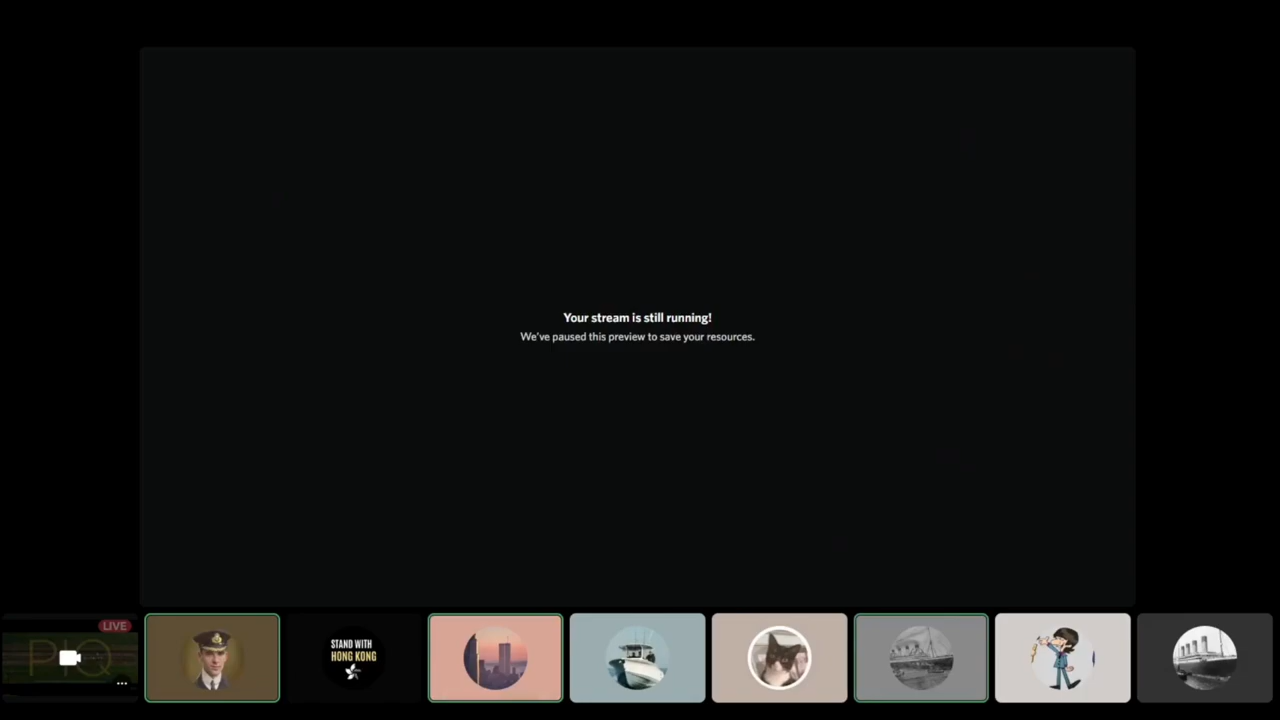 Your stream is still running!
We've paused this preview to save your resources.
LIVE
PIQ
STAND WITH
HONG KONG